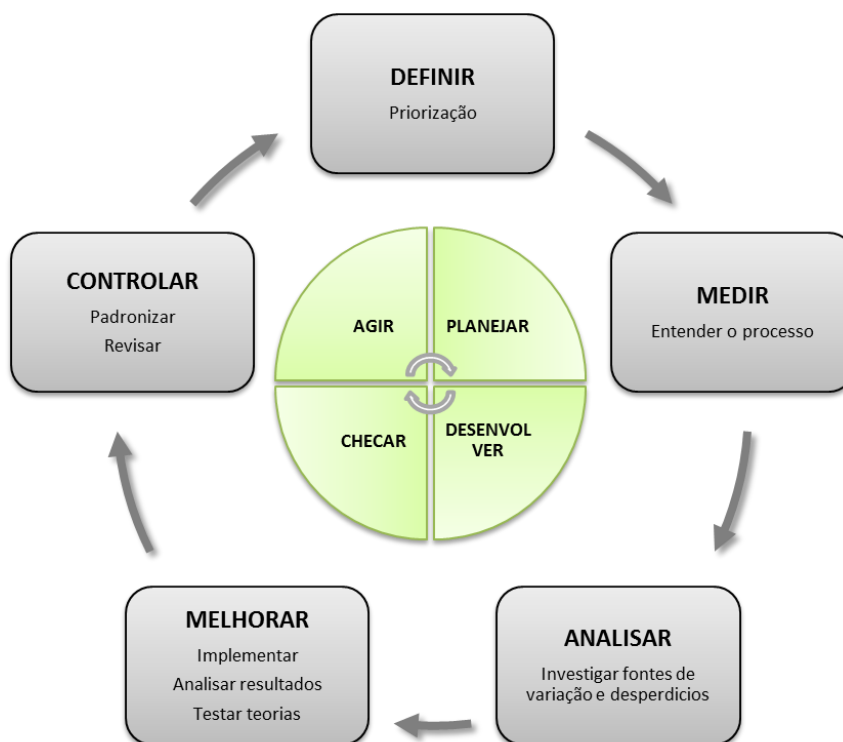 DEFINIR
Priorização
MEDIR
Entender o processo
ANALISAR
Investigar fontes de
variação e desperdicios
MELHORAR
Implementar
Analisar resultados
Testar teorias
CONTROLAR
Padronizar
Revisar
AGIR
PLANEJAR
CHECAR
DESENVOL
VER